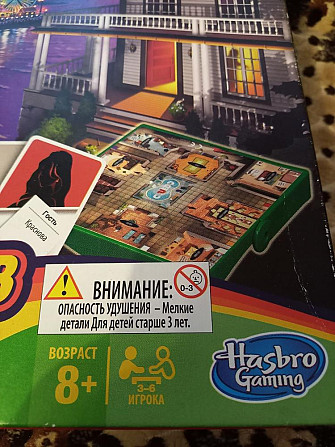 Гость
Краснова
3
ВНИМАНИЕ:
ОПАСНОСТЬ УДУШЕНИЯ – Мелкие
детали Для детей старше 3 лет.
0-3
ВОЗРАСТ
8+
3–6
ИГРОКА
Hasbro
Gaming